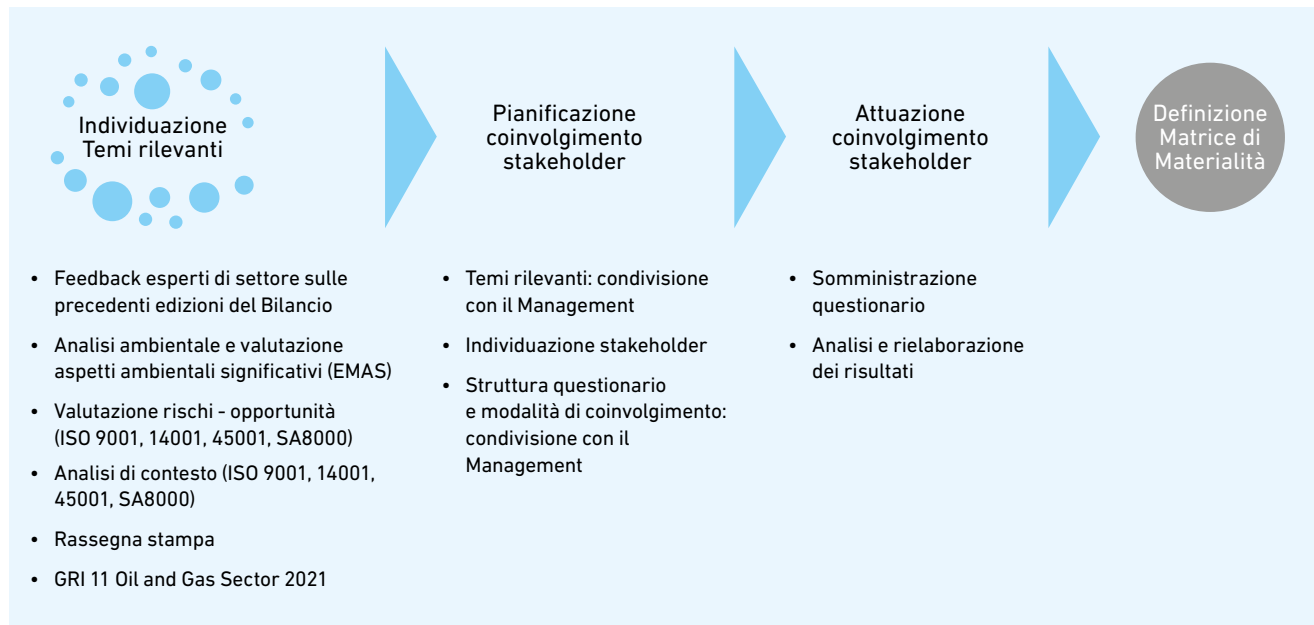 Individuazione
Temi rilevanti
Pianificazione
coinvolgimento
stakeholder
Attuazione
coinvolgimento
stakeholder
Definizione
Matrice di
Materialità
• Feedback esperti di settore sulle
precedenti edizioni del Bilancio
• Analisi ambientale e valutazione
aspetti ambientali significativi (EMAS)
• Valutazione rischi - opportunità
(ISO 9001, 14001, 45001, SA8000)
• Analisi di contesto (ISO 9001, 14001,
45001, SA8000)
• Rassegna stampa
• GRI 11 Oil and Gas Sector 2021
• Temi rilevanti: condivisione
con il Management
• Individuazione stakeholder
• Struttura questionario
e modalità di coinvolgimento:
condivisione con il
Management
• Somministrazione
questionario
• Analisi e rielaborazione
dei risultati